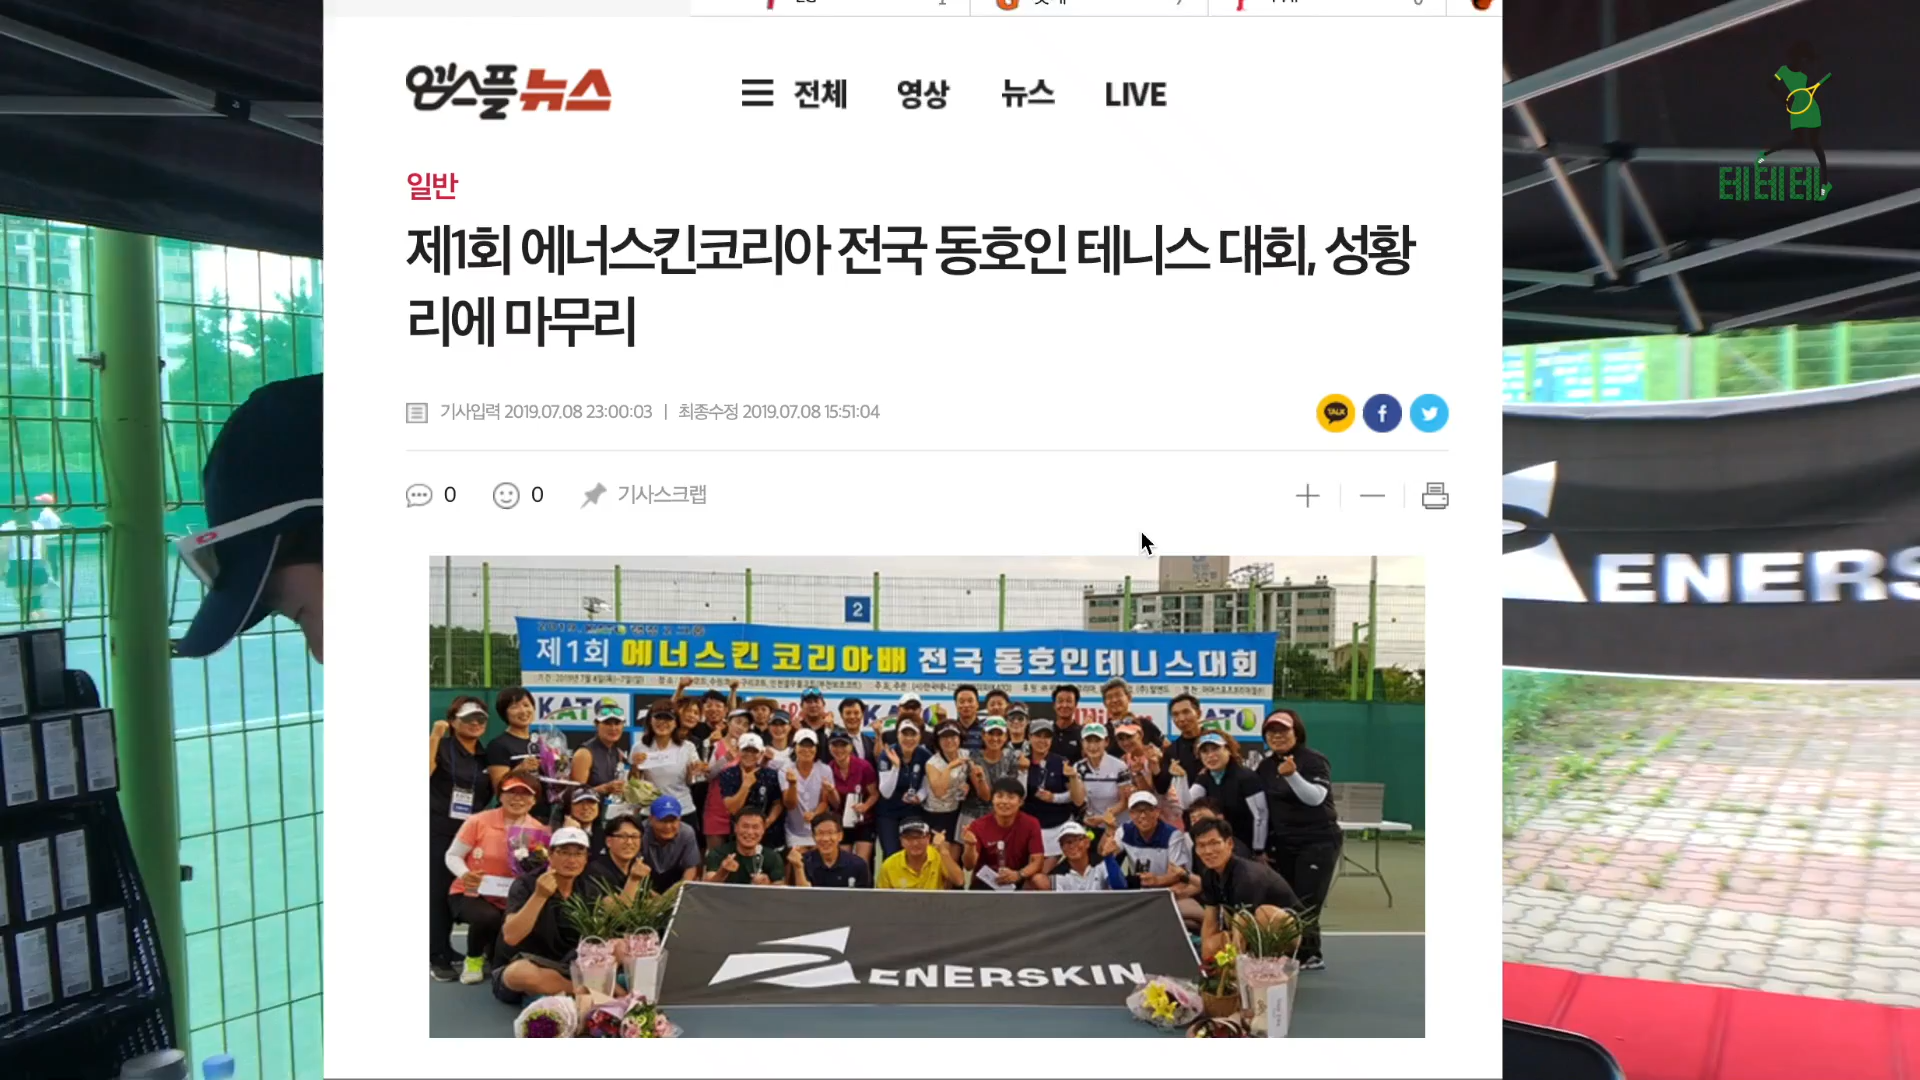 엠스플뉴스
전체 영상 뉴스 LIVE
테테테
일반
제1회 에너스킨코리아 전국 동호인 테니스 대회, 성황
리에 마무리
기사입력 2019.07.08 23:00:03 | 최종수정 2019.07.08 15:51:04
TALK
0 0 기사스크랩
ENERS
2
제1회 에너스킨 코리아배 전국 동호인테니스대회
KATO
KATO
ENERSKIN